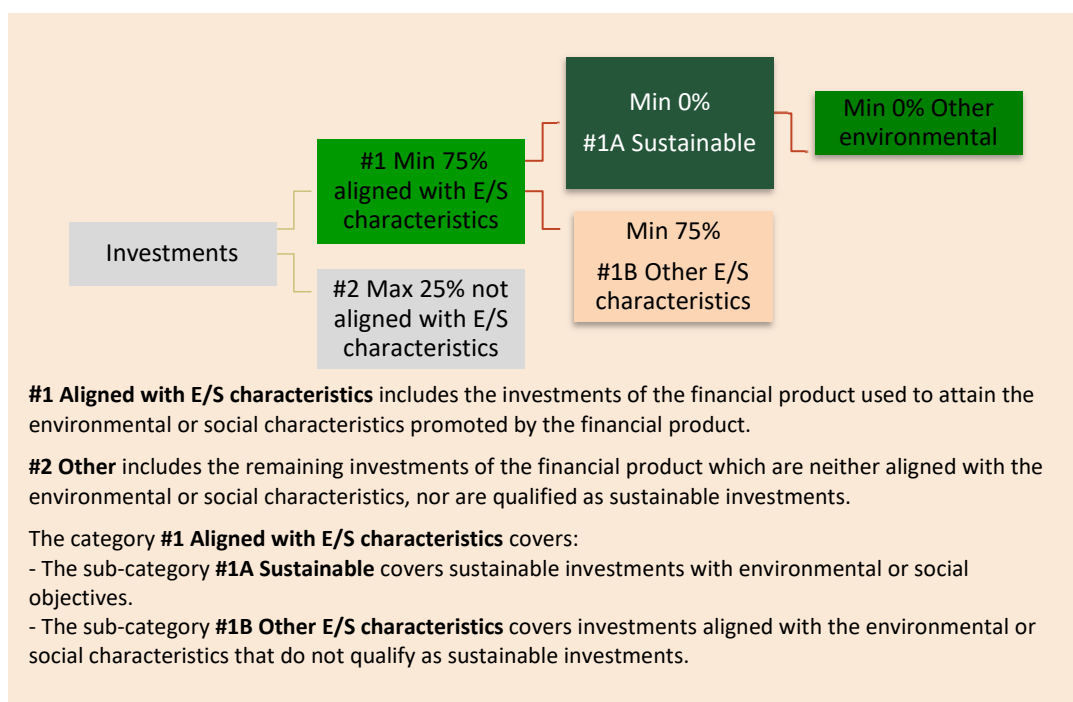 Investments
#1 Min 75%
aligned with E/S
characteristics
#2 Max 25% not
aligned with E/S
characteristics
Min 0%
#1A Sustainable
Min 75%
#1B Other E/S
characteristics
Min 0% Other
environmental
#1 Aligned with E/S characteristics includes the investments of the financial product used to attain the
environmental or social characteristics promoted by the financial product.
#2 Other includes the remaining investments of the financial product which are neither aligned with the
environmental or social characteristics, nor are qualified as sustainable investments.
The category #1 Aligned with E/S characteristics covers:
- The sub-category #1A Sustainable covers sustainable investments with environmental or social
objectives.
- The sub-category #1B Other E/S characteristics covers investments aligned with the environmental or
social characteristics that do not qualify as sustainable investments.